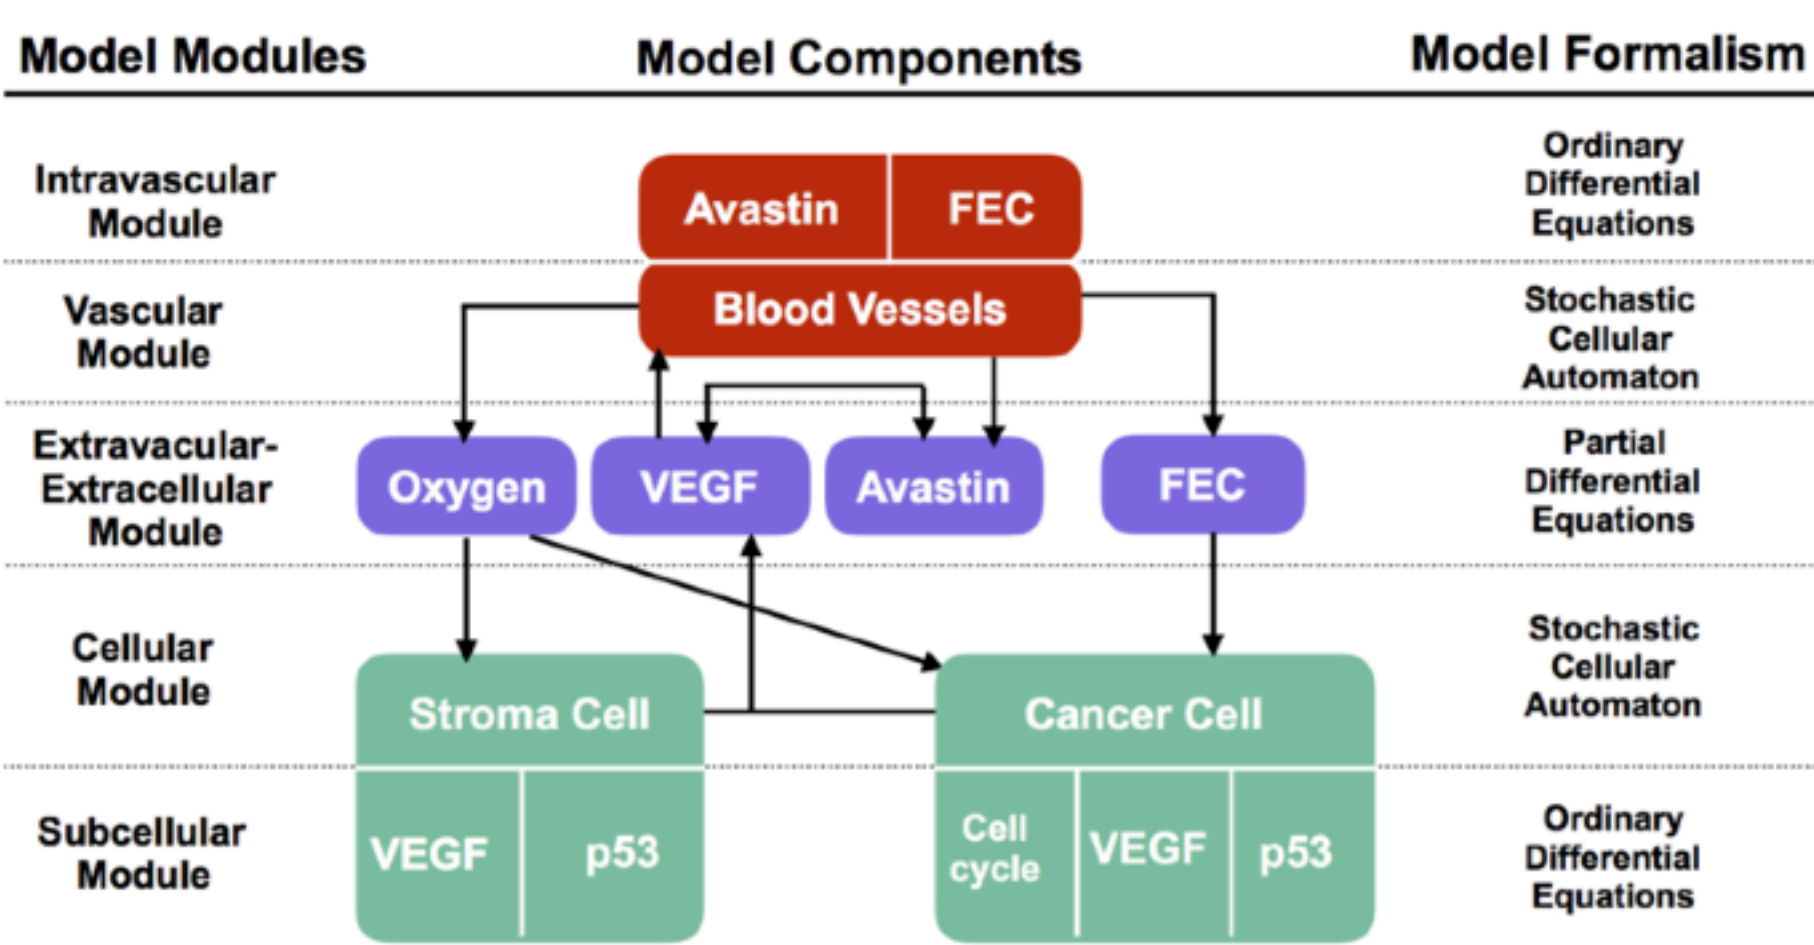 Model Modules
Model Components
Model Formalism
Intravascular
Module
Avastin
FEC
Ordinary
Differential
Equations
Vascular
Module
Blood Vessels
Stochastic
Cellular
Automaton
Extravacular-
Extracellular
Module
Oxygen
VEGF
Avastin
FEC
Partial
Differential
Equations
Cellular
Module
Stroma Cell
Cancer Cell
Stochastic
Cellular
Automaton
Subcellular
Module
VEGF
p53
Cell
cycle
VEGF
p53
Ordinary
Differential
Equations